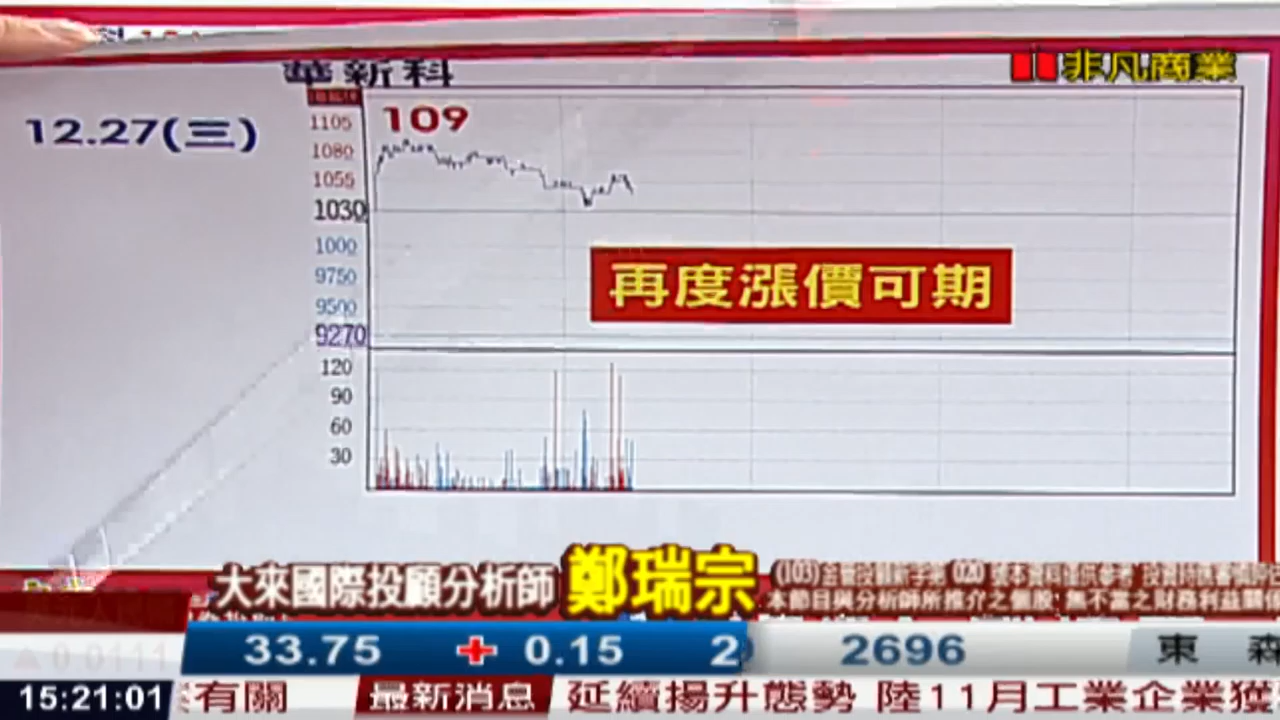 華新科
非凡商業
12.27(三)
109
1105
1080
1055
1030
1000
9750
9500
9270
再度漲價可期
120
90
60
30
大來國際投顧分析師 鄭瑞宗
本節目與分析師所推介之個股 無不當之財務利益關係
33.75 + 0.15 2
2696
東 森
15:21:01
有關 最新消息 延續揚升態勢 陸11月工業企業獲